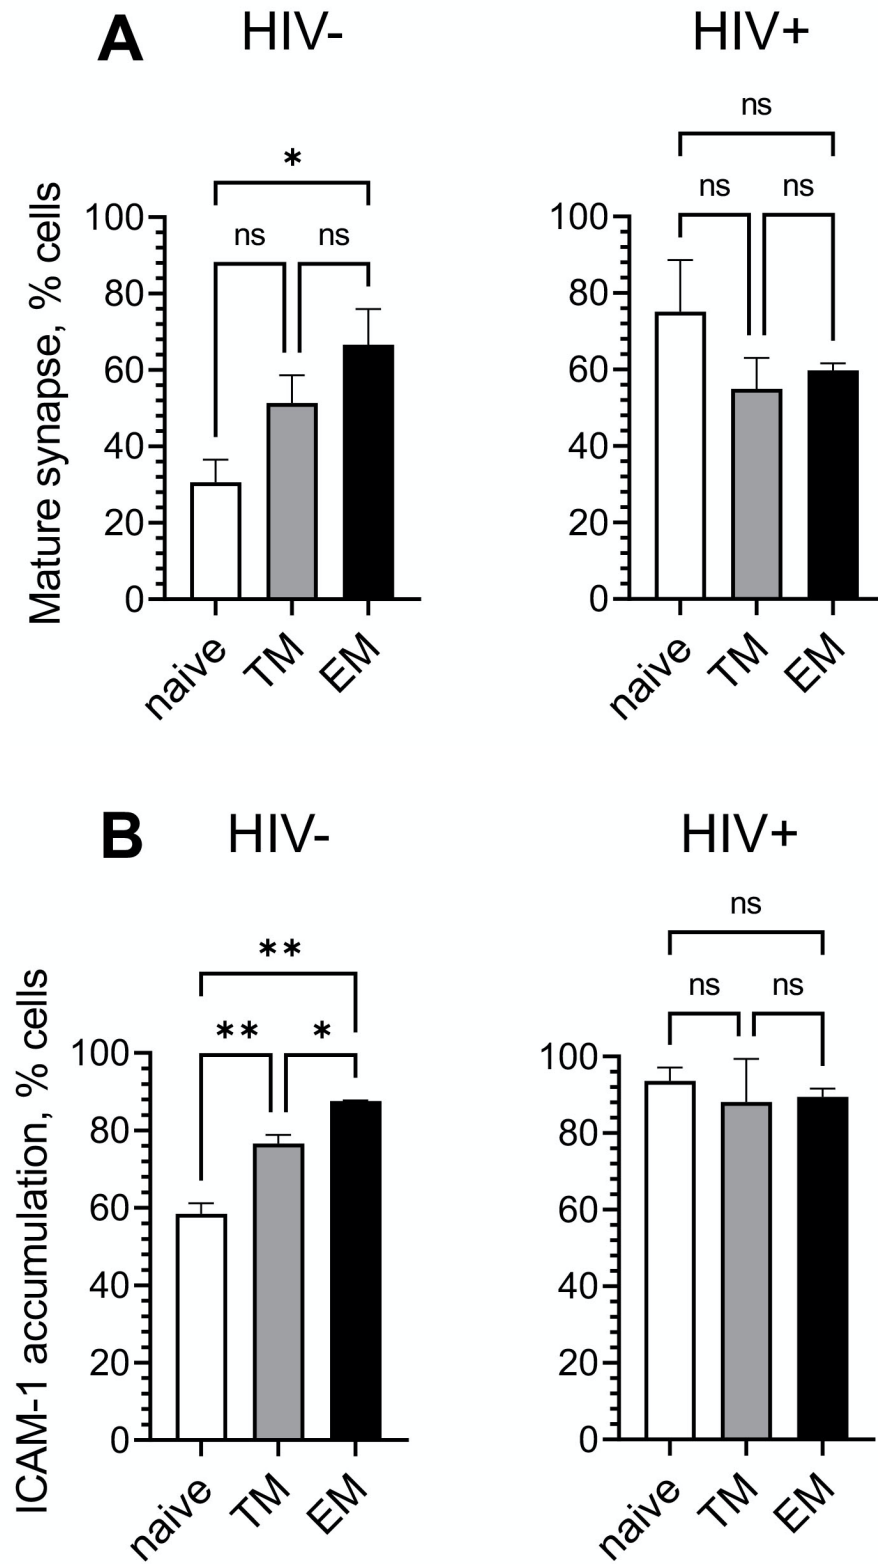 A HIV- HIV+
ns
*
ns ns
ns ns
Mature synapse, % cells
100 100
80 80
60 60
40 40
20 20
0 0
naive TM EM naive TM EM
B HIV- HIV+
ns
**
ns ns
** *
ICAM-1 accumulation, % cells
100 100
80 80
60 60
40 40
20 20
0 0
naive TM EM naive TM EM